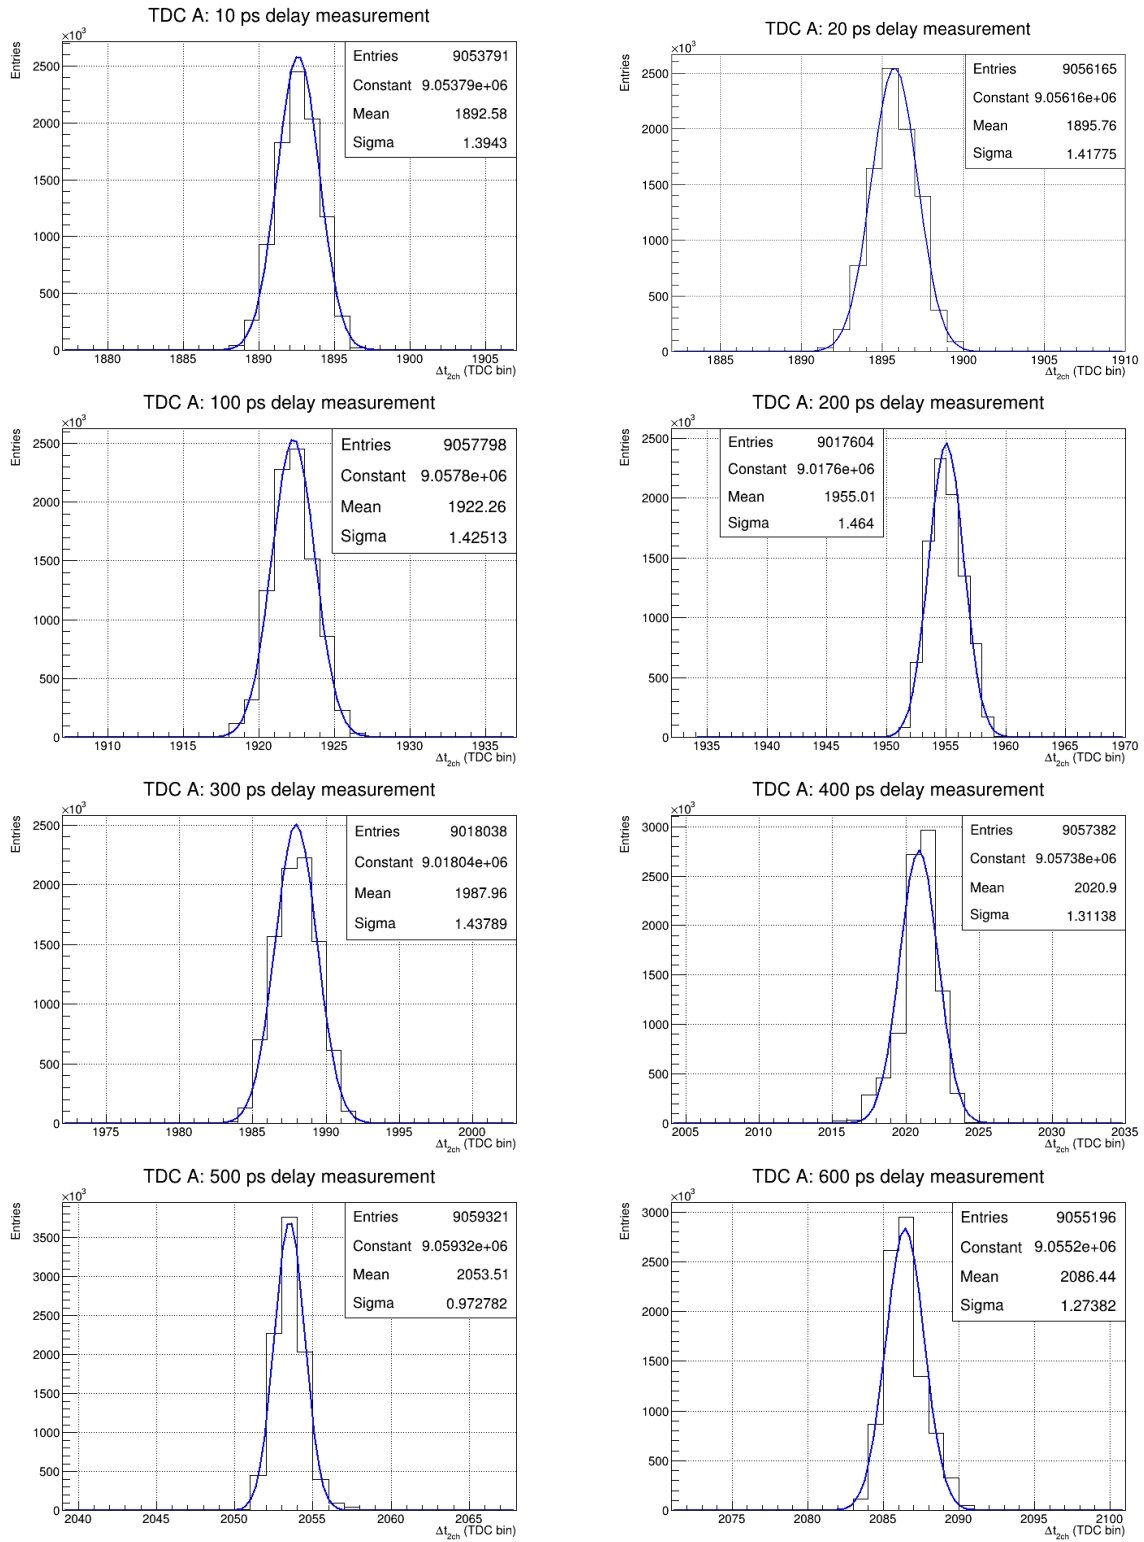 TDC A: 10 ps delay measurement
×10³
Entries
2500
2000
1500
1000
500
0
Entries 9053791
Constant 9.05379e+06
Mean 1892.58
Sigma 1.3943
1880 1885 1890 1895 1900 1905
Δt2ch (TDC bin)
TDC A: 20 ps delay measurement
×10³
Entries
2500
2000
1500
1000
500
0
Entries 9056165
Constant 9.05616e+06
Mean 1895.76
Sigma 1.41775
1885 1890 1895 1900 1905 1910
Δt2ch (TDC bin)
TDC A: 100 ps delay measurement
×10³
Entries
2500
2000
1500
1000
500
0
Entries 9057798
Constant 9.0578e+06
Mean 1922.26
Sigma 1.42513
1910 1915 1920 1925 1930 1935
Δt2ch (TDC bin)
TDC A: 200 ps delay measurement
×10³
Entries
2500
2000
1500
1000
500
0
Entries 9017604
Constant 9.0176e+06
Mean 1955.01
Sigma 1.464
1935 1940 1945 1950 1955 1960 1965 1970
Δt2ch (TDC bin)
TDC A: 300 ps delay measurement
×10³
Entries
2500
2000
1500
1000
500
0
Entries 9018038
Constant 9.01804e+06
Mean 1987.96
Sigma 1.43789
1975 1980 1985 1990 1995 2000
Δt2ch (TDC bin)
TDC A: 400 ps delay measurement
×10³
Entries
3000
2500
2000
1500
1000
500
0
Entries 9057382
Constant 9.05738e+06
Mean 2020.9
Sigma 1.31138
2005 2010 2015 2020 2025 2030 2035
Δt2ch (TDC bin)
TDC A: 500 ps delay measurement
×10³
Entries
3500
3000
2500
2000
1500
1000
500
0
Entries 9059321
Constant 9.05932e+06
Mean 2053.51
Sigma 0.972782
2040 2045 2050 2055 2060 2065
Δt2ch (TDC bin)
TDC A: 600 ps delay measurement
×10³
Entries
3000
2500
2000
1500
1000
500
0
Entries 9055196
Constant 9.0552e+06
Mean 2086.44
Sigma 1.27382
2075 2080 2085 2090 2095 2100
Δt2ch (TDC bin)